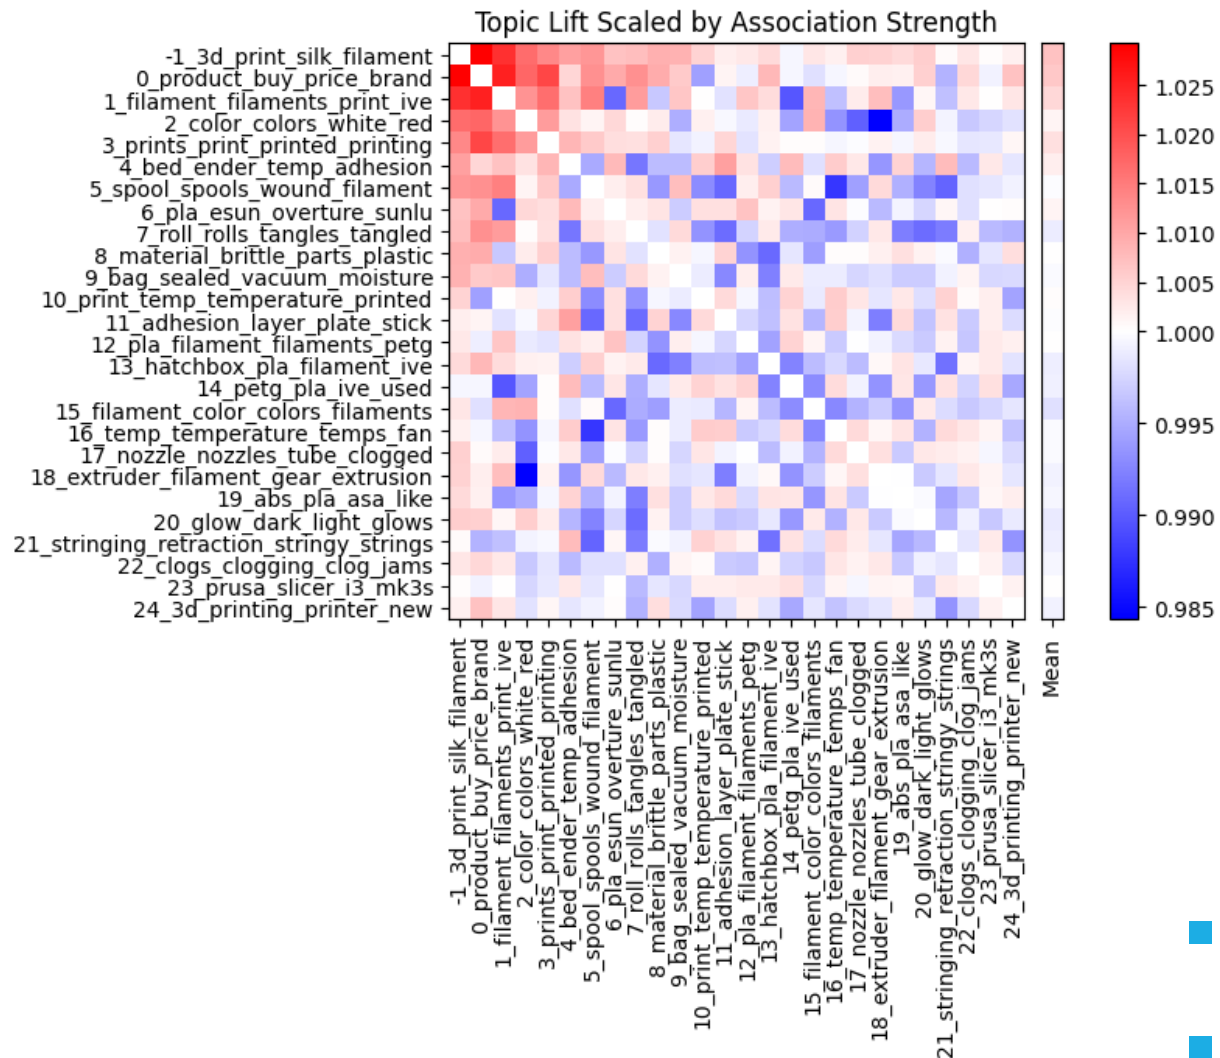 Topic Lift Scaled by Association Strength
-1_3d_print_silk_filament
0_product_buy_price_brand
1_filament_filaments_print_ive
2_color_colors_white_red
3_prints_print_printed_printing
4_bed_ender_temp_adhesion
5_spool_spools_wound_filament
6_pla_esun_overture_sunlu
7_roll_rolls_tangles_tangled
8_material_brittle_parts_plastic
9_bag_sealed_vacuum_moisture
10_print_temp_temperature_printed
11_adhesion_layer_plate_stick
12_pla_filament_filaments_petg
13_hatchbox_pla_filament_ive
14_petg_pla_ive_used
15_filament_color_colors_filaments
16_temp_temperature_temps_fan
17_nozzle_nozzles_tube_clogged
18_extruder_filament_gear_extrusion
19_abs_pla_asa_like
20_glow_dark_light_glows
21_stringing_retraction_stringy_strings
22_clogs_clogging_clog_jams
23_prusa_slicer_i3_mk3s
24_3d_printing_printer_new
-1_3d_print_silk_filament
0_product_buy_price_brand
1_filament_filaments_print_ive
2_color_colors_white_red
3_prints_print_printed_printing
4_bed_ender_temp_adhesion
5_spool_spools_wound_filament
6_pla_esun_overture_sunlu
7_roll_rolls_tangles_tangled
8_material_brittle_parts_plastic
9_bag_sealed_vacuum_moisture
10_print_temp_temperature_printed
11_adhesion_layer_plate_stick
12_pla_filament_filaments_petg
13_hatchbox_pla_filament_ive
14_petg_pla_ive_used
15_filament_color_colors_filaments
16_temp_temperature_temps_fan
17_nozzle_nozzles_tube_clogged
18_extruder_filament_gear_extrusion
19_abs_pla_asa_like
20_glow_dark_light_glows
21_stringing_retraction_stringy_strings
22_clogs_clogging_clog_jams
23_prusa_slicer_i3_mk3s
24_3d_printing_printer_new
Mean
1.025
1.020
1.015
1.010
1.005
1.000
0.995
0.990
0.985